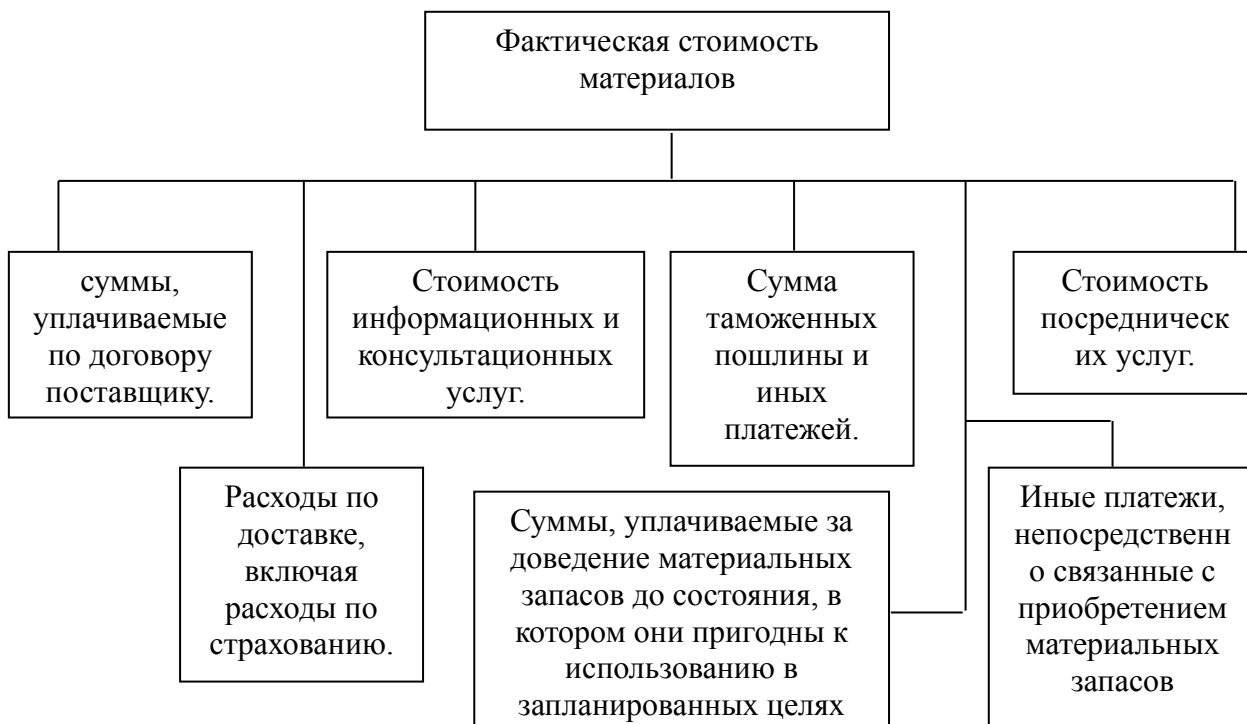 Фактическая стоимость
материалов
суммы,
уплачиваемые
по договору
поставщику.
Стоимость
информационных и
консультационных
услуг.
Сумма
таможенных
пошлины и
иных
платежей.
Стоимость
посредническ
их услуг.
Расходы по
доставке,
включая
расходы по
страхованию.
Суммы, уплачиваемые за
доведение материальных
запасов до состояния, в
котором они пригодны к
использованию в
запланированных целях
Иные платежи,
непосредственн
о связанные с
приобретением
материальных
запасов